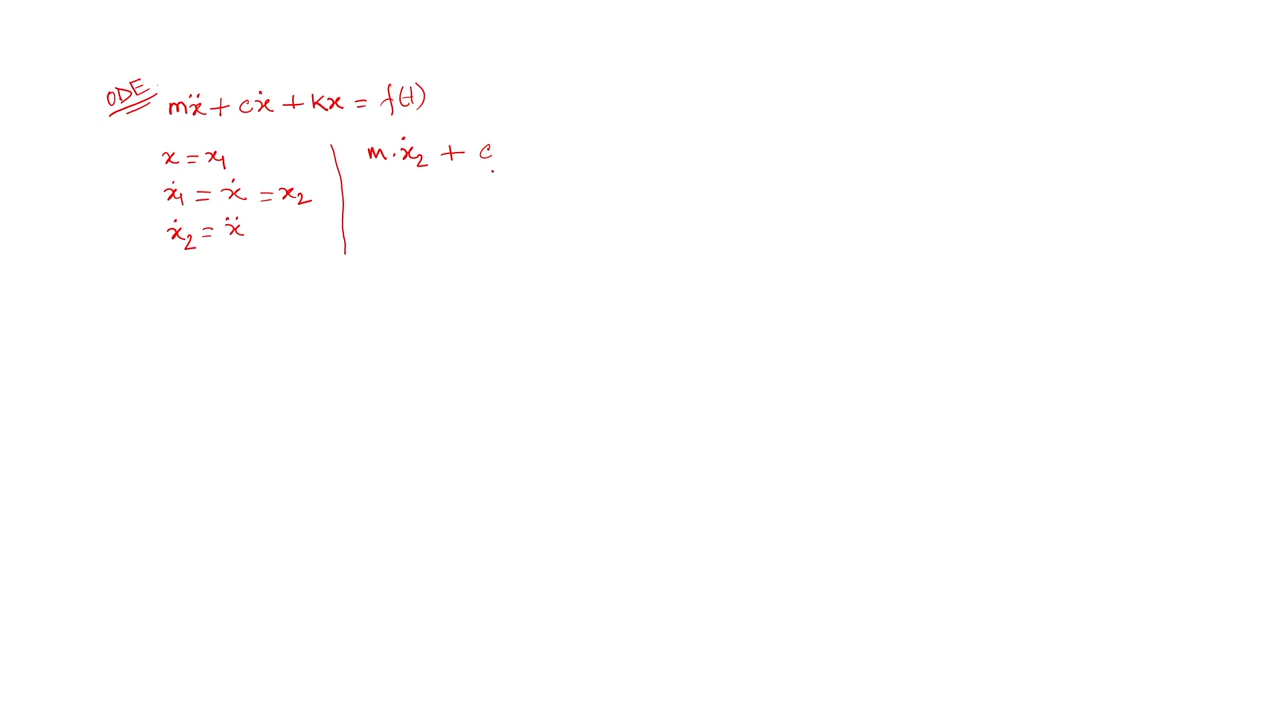 ODE
mẍ + cẋ + kx = f(t)
x = x₁
ẋ₁ = ẋ = x₂
ẋ₂ = ẍ
m·ẋ₂ + c